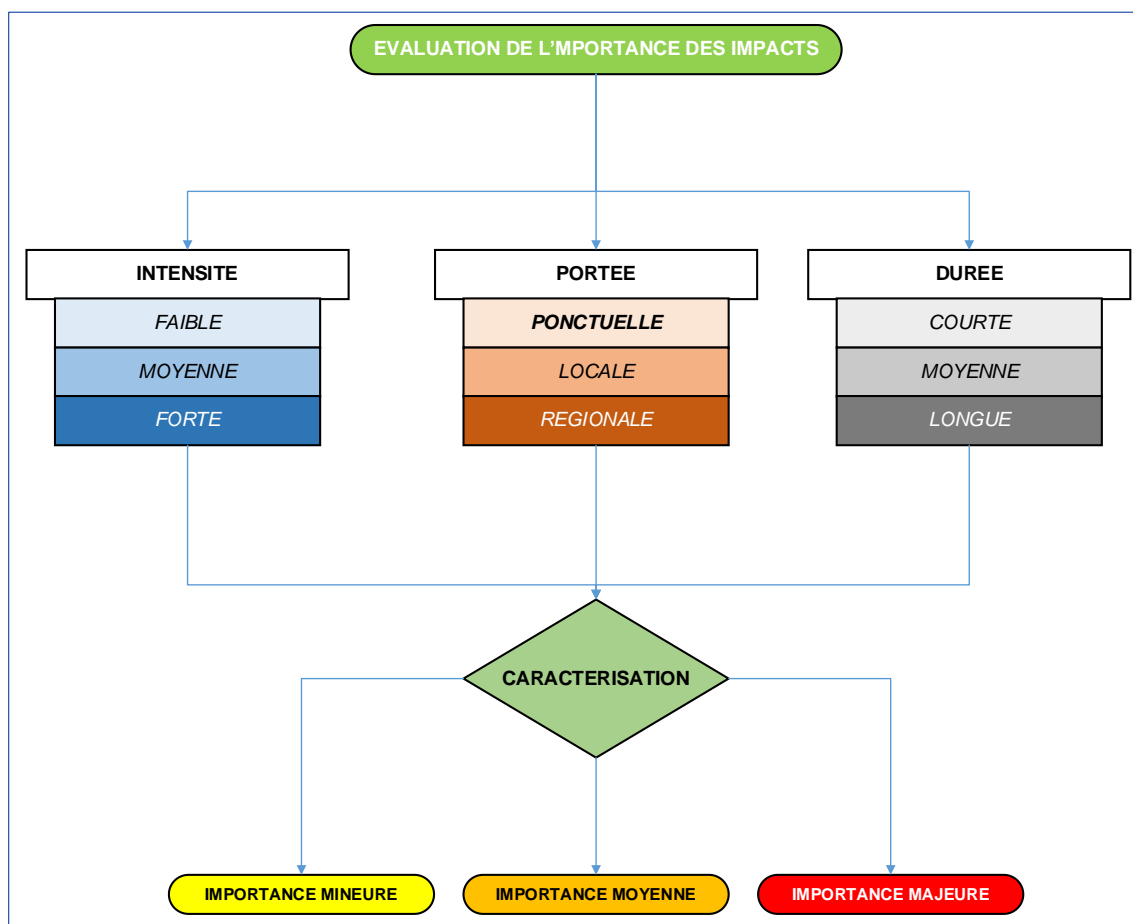 EVALUATION DE L'MPORTANCE DES IMPACTS
INTENSITE
FAIBLE
MOYENNE
FORTE
PORTEE
PONCTUELLE
LOCALE
REGIONALE
DUREE
COURTE
MOYENNE
LONGUE
CARACTERISATION
IMPORTANCE MINEURE
IMPORTANCE MOYENNE
IMPORTANCE MAJEURE